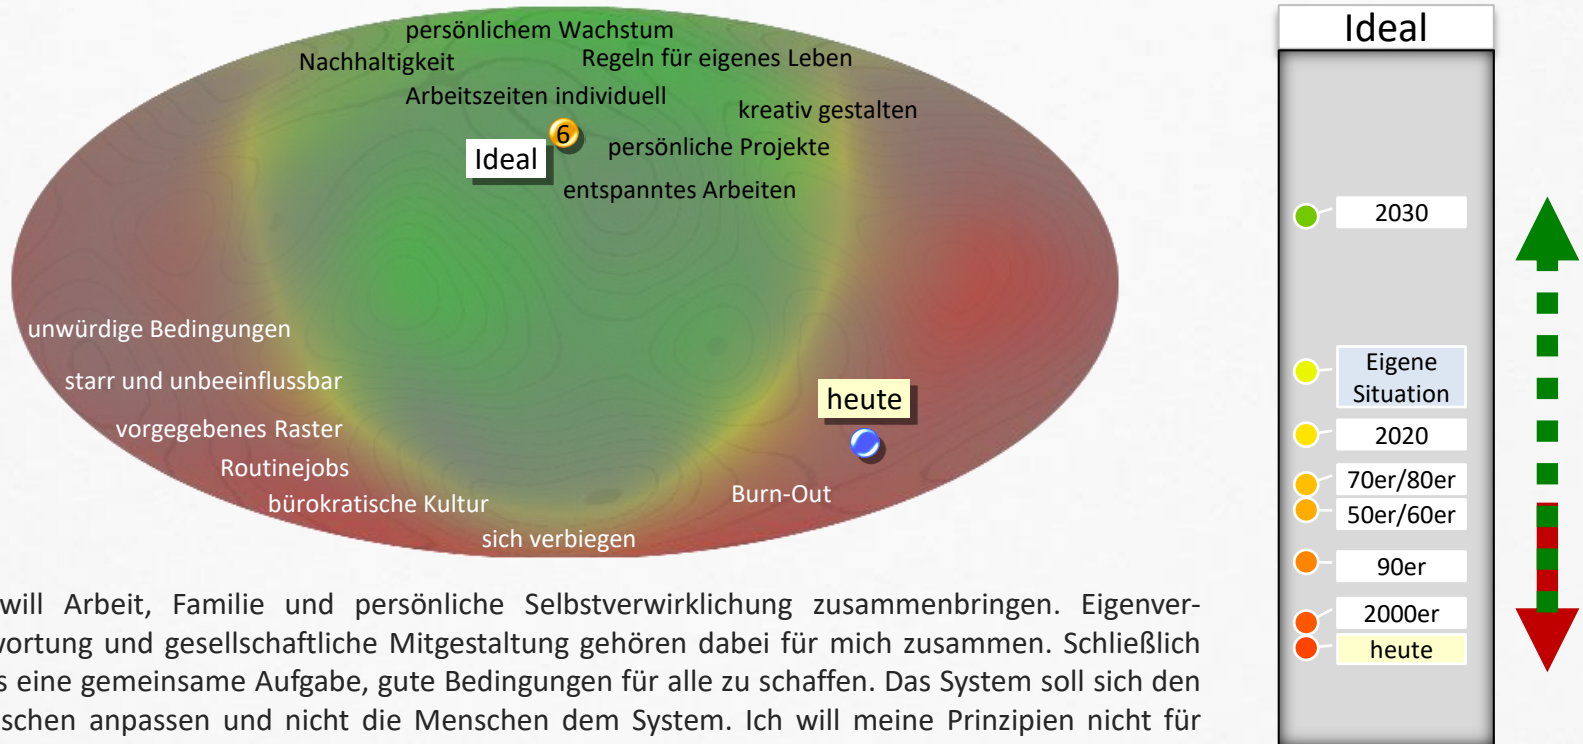 persönlichem Wachstum
Nachhaltigkeit
Regeln für eigenes Leben
Arbeitszeiten individuell
kreativ gestalten
6
persönliche Projekte
Ideal
entspanntes Arbeiten
unwürdige Bedingungen
starr und unbeeinflussbar
heute
vorgegebenes Raster
Routinejobs
bürokratische Kultur
Burn-Out
sich verbiegen
will Arbeit, Familie und persönliche Selbstverwirklichung zusammenbringen. Eigenver-
wortung und gesellschaftliche Mitgestaltung gehören dabei für mich zusammen. Schließlich
s eine gemeinsame Aufgabe, gute Bedingungen für alle zu schaffen. Das System soll sich den
schen anpassen und nicht die Menschen dem System. Ich will meine Prinzipien nicht für
Ideal
2030
Eigene
Situation
2020
70er/80er
50er/60er
90er
2000er
heute